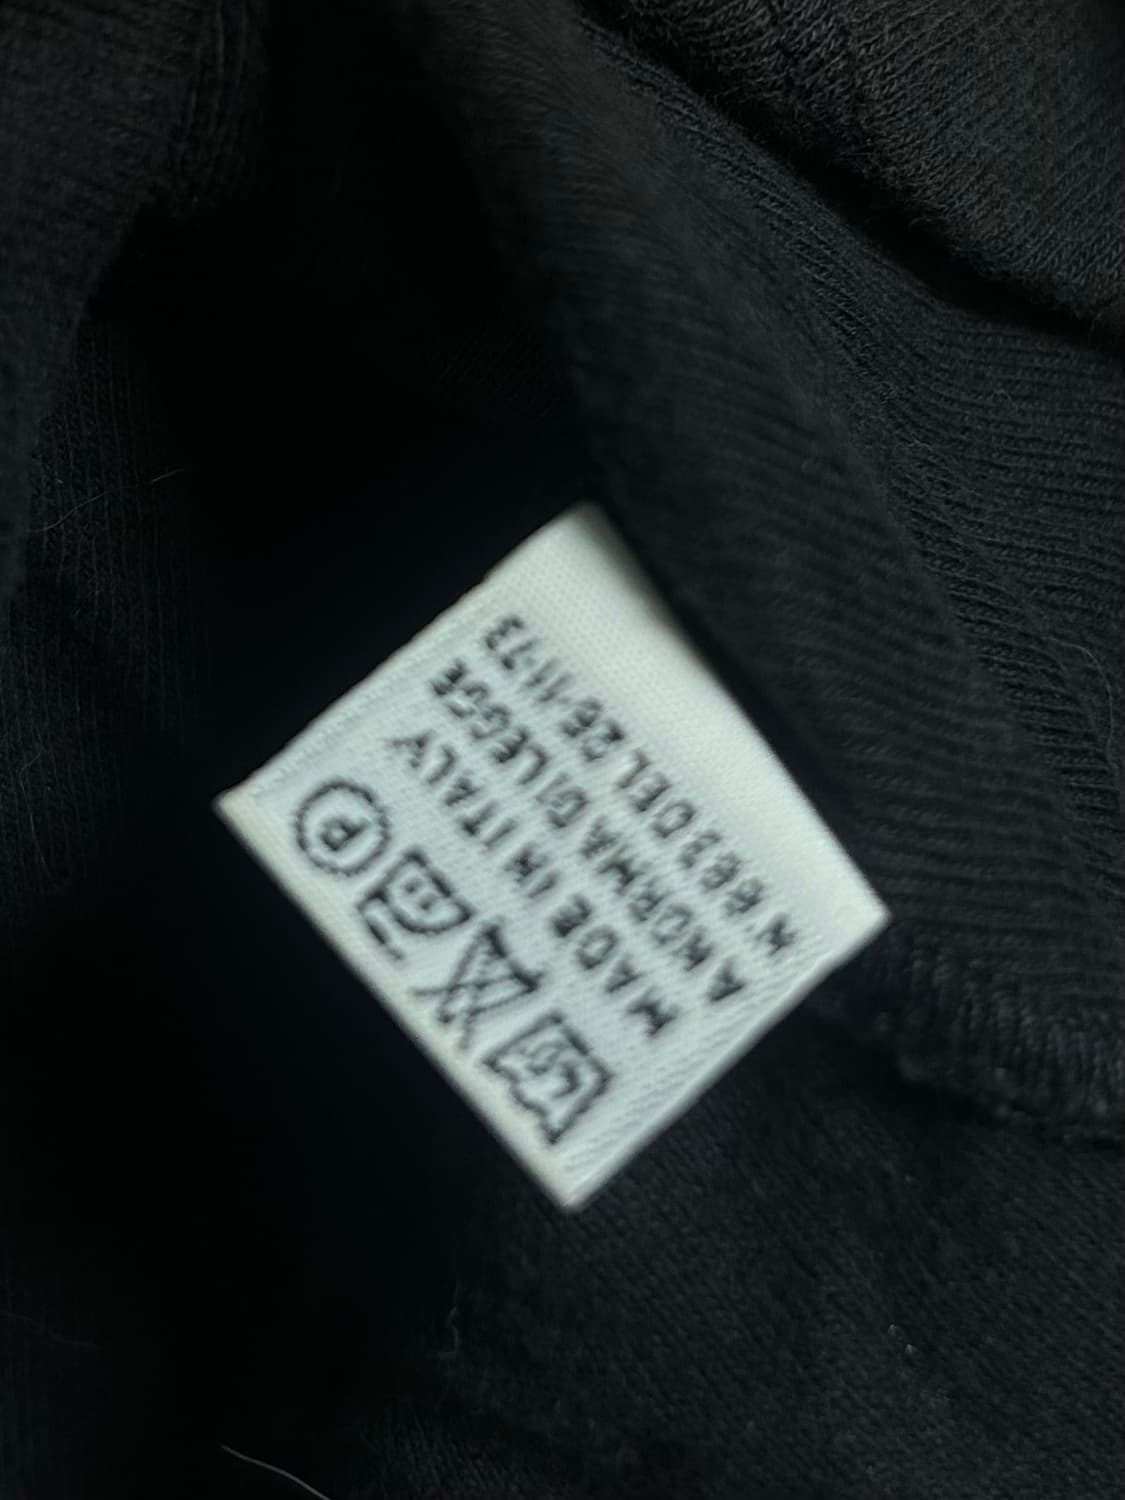 P
MADE IN ITALY
A NORMA DI LEGGE
N. 883 DEL 26-11-73